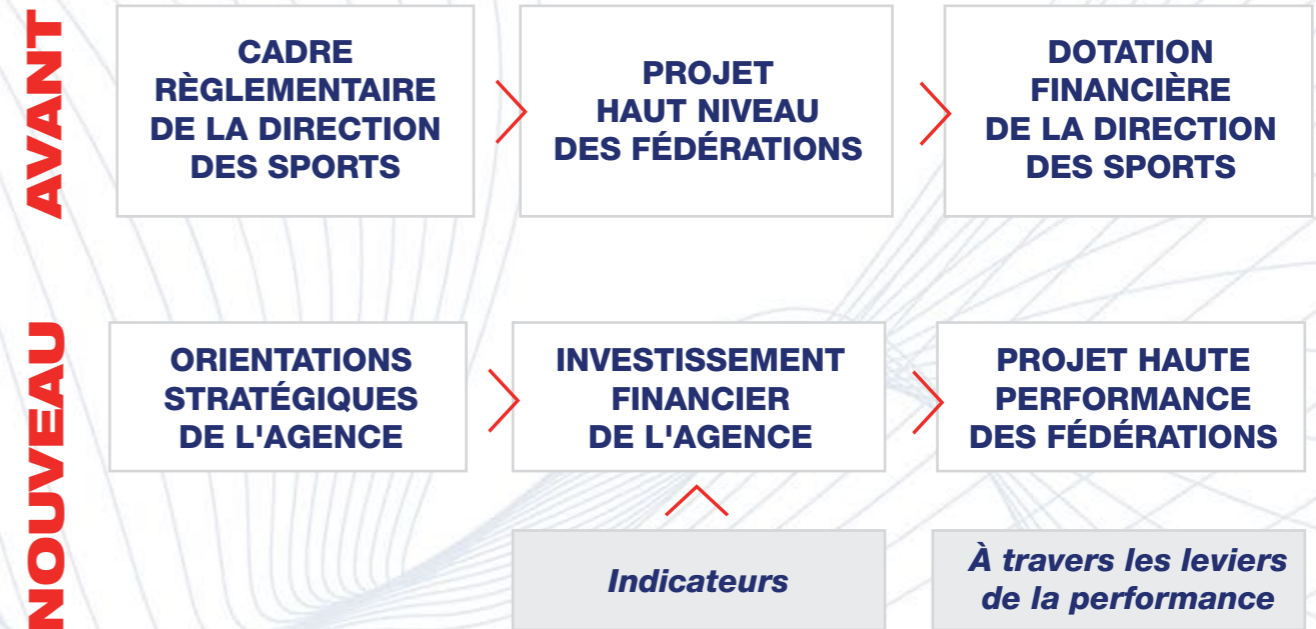 AVANT
CADRE
RÈGLEMENTAIRE
DE LA DIRECTION
DES SPORTS
PROJET
HAUT NIVEAU
DES FÉDÉRATIONS
DOTATION
FINANCIÈRE
DE LA DIRECTION
DES SPORTS
NOUVEAU
ORIENTATIONS
STRATÉGIQUES
DE L'AGENCE
INVESTISSEMENT
FINANCIER
DE L'AGENCE
PROJET HAUTE
PERFORMANCE
DES FÉDÉRATIONS
Indicateurs
À travers les leviers
de la performance